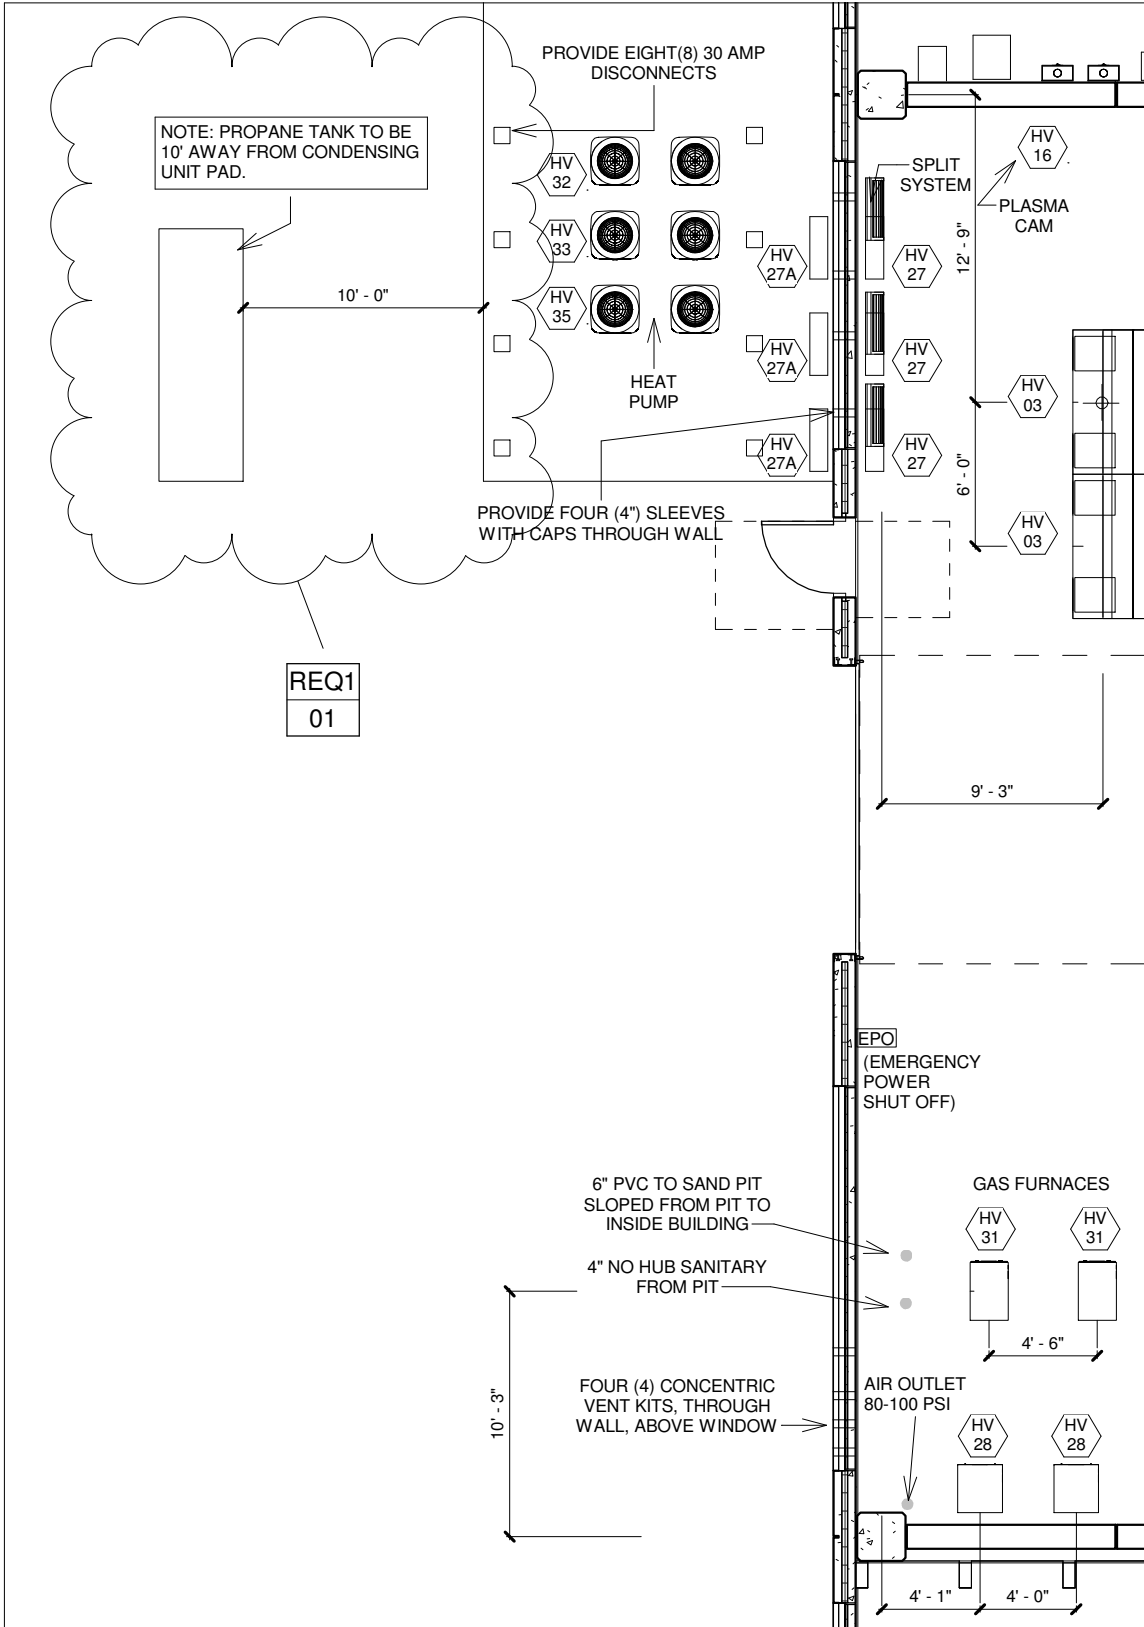 PROVIDE EIGHT(8) 30 AMP
DISCONNECTS
NOTE: PROPANE TANK TO BE
10' AWAY FROM CONDENSING
UNIT PAD.
HV
32
HV
33
HV
35
10' - 0"
HEAT
PUMP
HV
27A
HV
27A
HV
27A
SPLIT
SYSTEM
HV
16
PLASMA
CAM
12' - 9"
HV
27
HV
27
HV
27
HV
03
6' - 0"
HV
03
PROVIDE FOUR (4") SLEEVES
WITH CAPS THROUGH WALL
REQ1
01
9' - 3"
EPO
(EMERGENCY
POWER
SHUT OFF)
6" PVC TO SAND PIT
SLOPED FROM PIT TO
INSIDE BUILDING
4" NO HUB SANITARY
FROM PIT
GAS FURNACES
HV
31
HV
31
4' - 6"
10' - 3"
FOUR (4) CONCENTRIC
VENT KITS, THROUGH
WALL, ABOVE WINDOW
AIR OUTLET
80-100 PSI
HV
28
HV
28
4' - 1"
4' - 0"